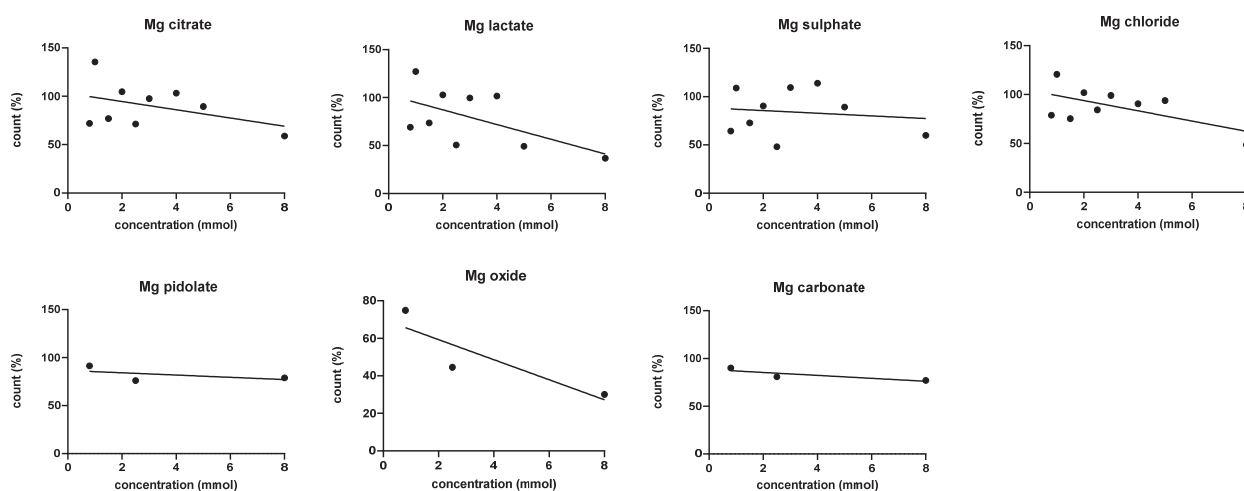 Mg citrate
150
100
50
0
count (%)
0 2 4 6 8
concentration (mmol)
Mg lactate
150
100
50
0
count (%)
0 2 4 6 8
concentration (mmol)
Mg sulphate
150
100
50
0
count (%)
0 2 4 6 8
concentration (mmol)
Mg chloride
150
100
50
0
count (%)
0 2 4 6 8
concentration (mmol)
Mg pidolate
150
100
50
0
count (%)
0 2 4 6 8
concentration (mmol)
Mg oxide
80
60
40
20
0
count (%)
0 2 4 6 8
concentration (mmol)
Mg carbonate
150
100
50
0
count (%)
0 2 4 6 8
concentration (mmol)